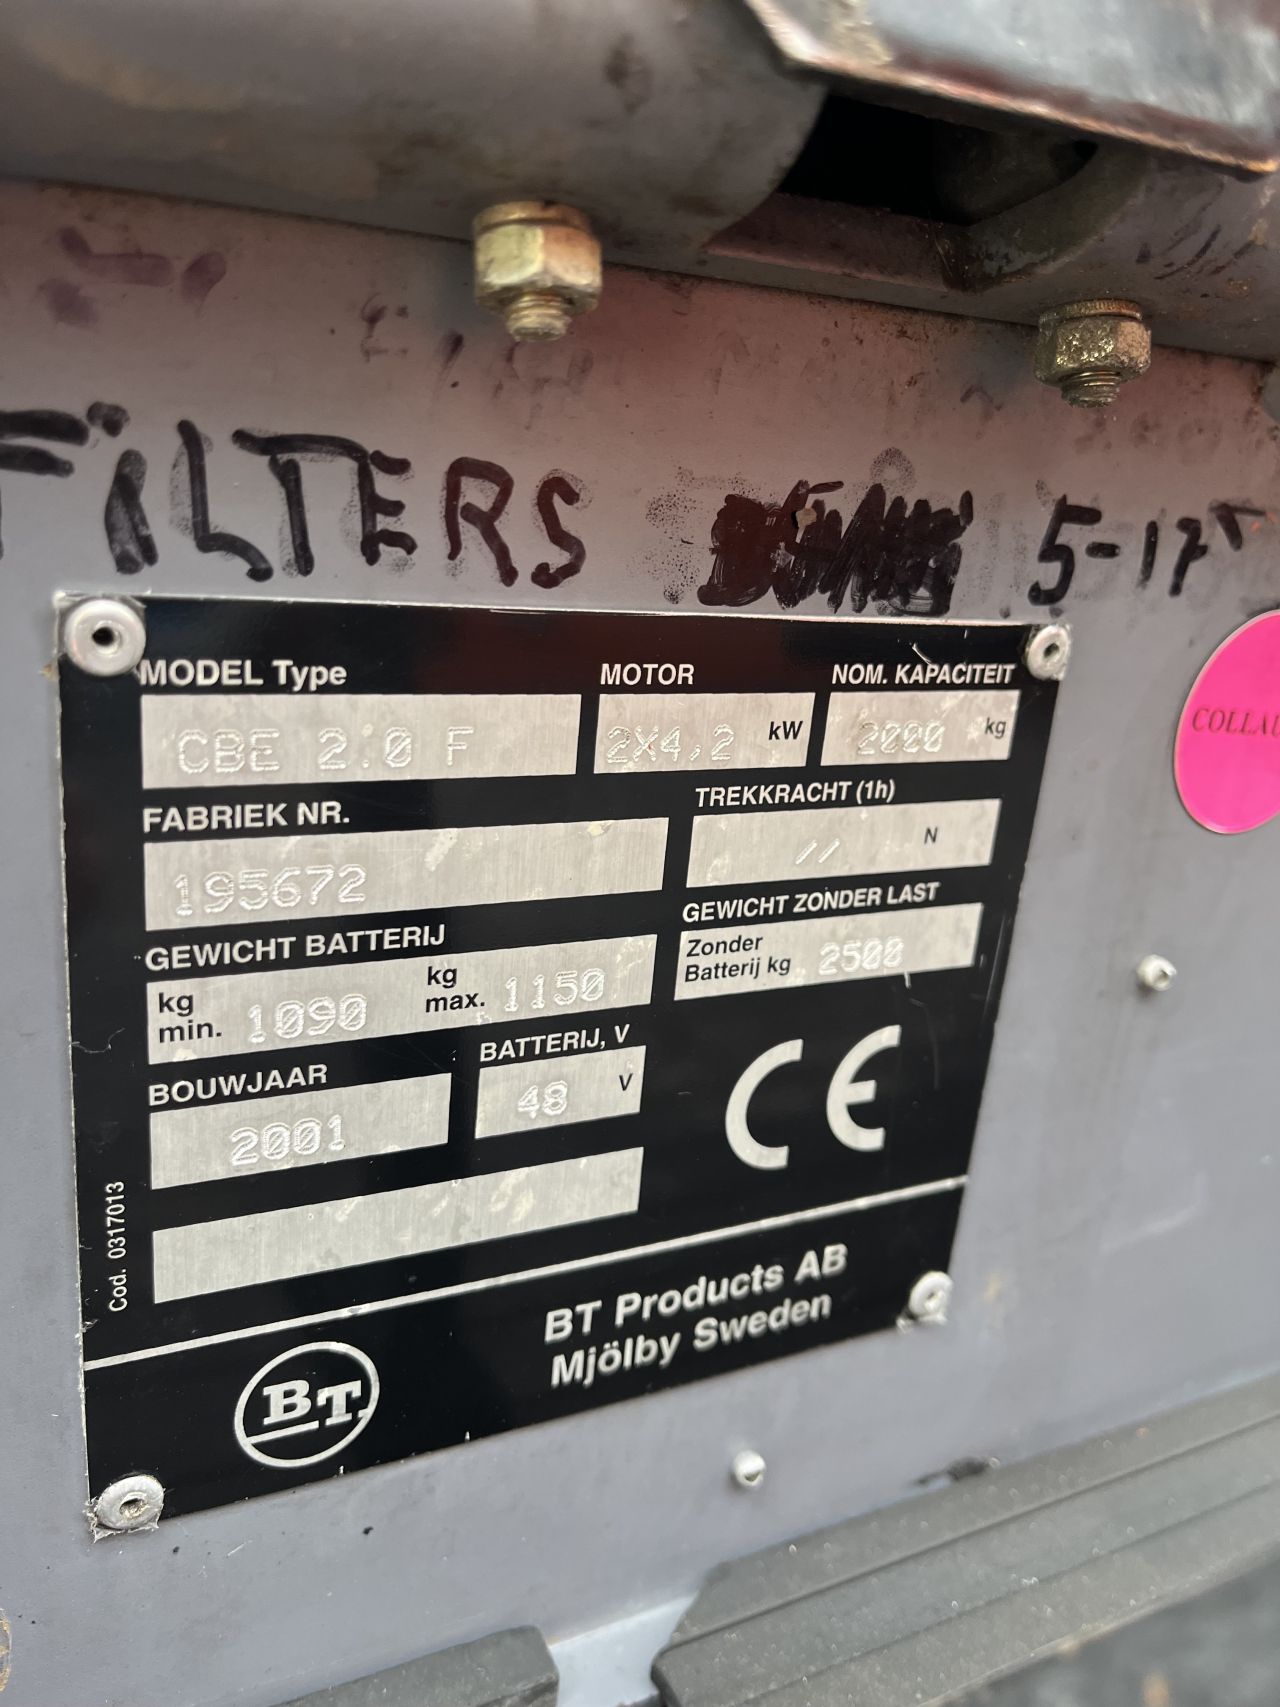 FILTERS 5-17
COLLAU
MODEL Type
CBE 2.0 F
MOTOR
2X4,2 kW
NOM. KAPACITEIT
2000 kg
FABRIEK NR.
195672
TREKKRACHT (1h)
// N
GEWICHT BATTERIJ
kg min. 1090 kg max. 1150
GEWICHT ZONDER LAST
Zonder
Batterij kg 2500
BOUWJAAR
2001
BATTERIJ, V
48 V
CE
Cod. 0317013
BT
BT Products AB
Mjölby Sweden